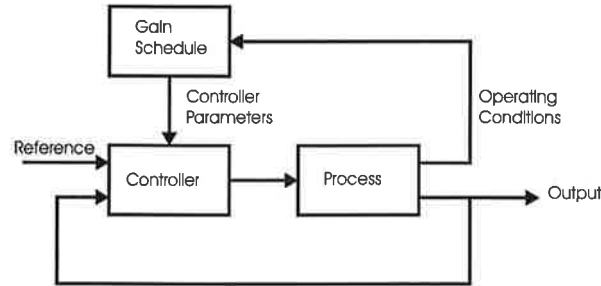 Gain
Schedule
Controller
Parameters
Operating
Conditions
Reference
Controller
Process
Output